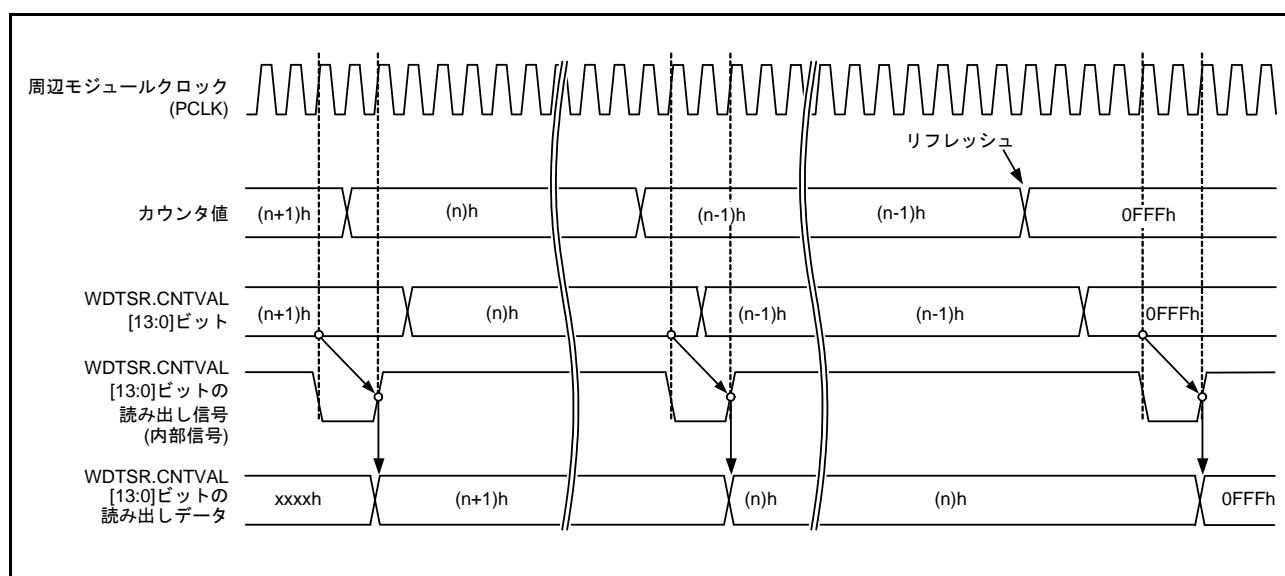 周辺モジュールクロック
(PCLK)
リフレッシュ
カウンタ値
(n+1)h
(n)h
(n-1)h
(n-1)h
0FFFh
WDTSR.CNTVAL
[13:0]ビット
(n+1)h
(n)h
(n-1)h
(n-1)h
0FFFh
WDTSR.CNTVAL
[13:0]ビットの
読み出し信号
(内部信号)
WDTSR.CNTVAL
[13:0]ビットの
読み出しデータ
xxxxh
(n+1)h
(n)h
(n)h
0FFFh